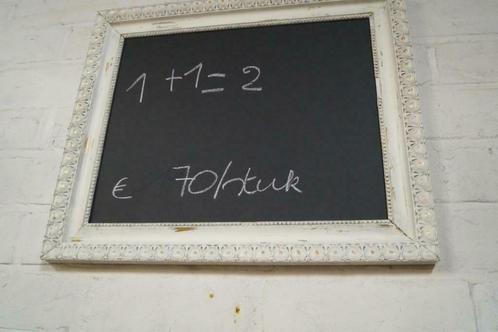 1 + 1 = 2
€ 70/stuk